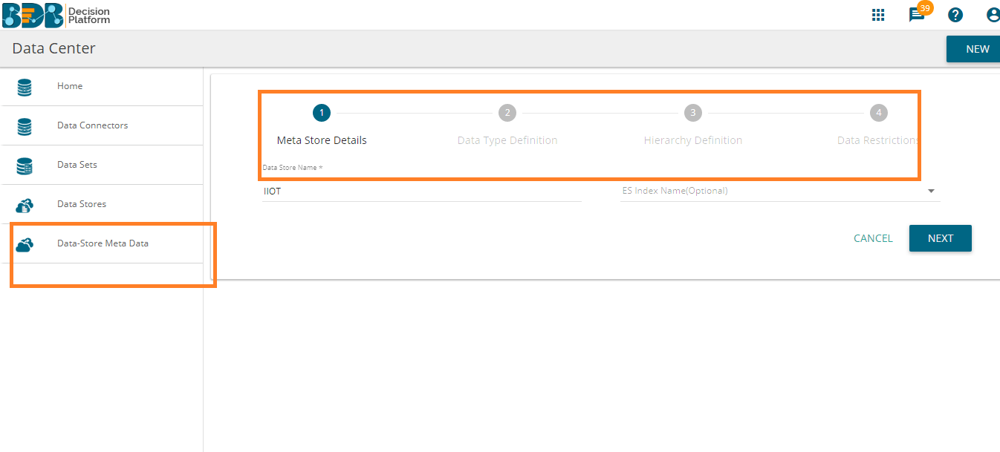 BDB Decision
Platform
39
?
Data Center
NEW
Home
Data Connectors
Data Sets
Data Stores
Data-Store Meta Data
1 2 3 4
Meta Store Details Data Type Definition Hierarchy Definition Data Restrictions
Data Store Name *
IIOT ES Index Name(Optional)
CANCEL NEXT